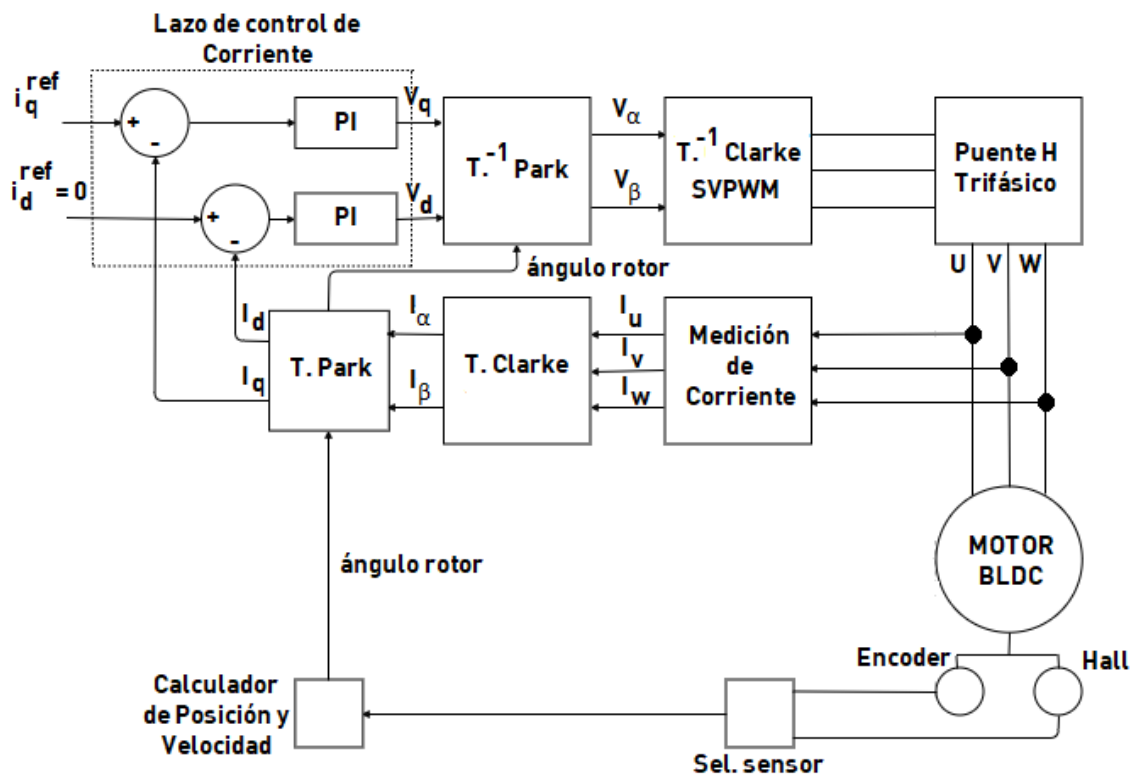 Lazo de control de
Corriente
i_q^ref
+
-
PI
V_q
i_d^ref = 0
+
-
PI
V_d
T.^-1 Park
V_α
V_β
T.^-1 Clarke
SVPWM
Puente H
Trifásico
U V W
ángulo rotor
I_d
I_q
T. Park
I_α
I_β
T. Clarke
I_u
I_v
I_w
Medición
de
Corriente
MOTOR
BLDC
ángulo rotor
Encoder
Hall
Calculador
de Posición y
Velocidad
Sel. sensor